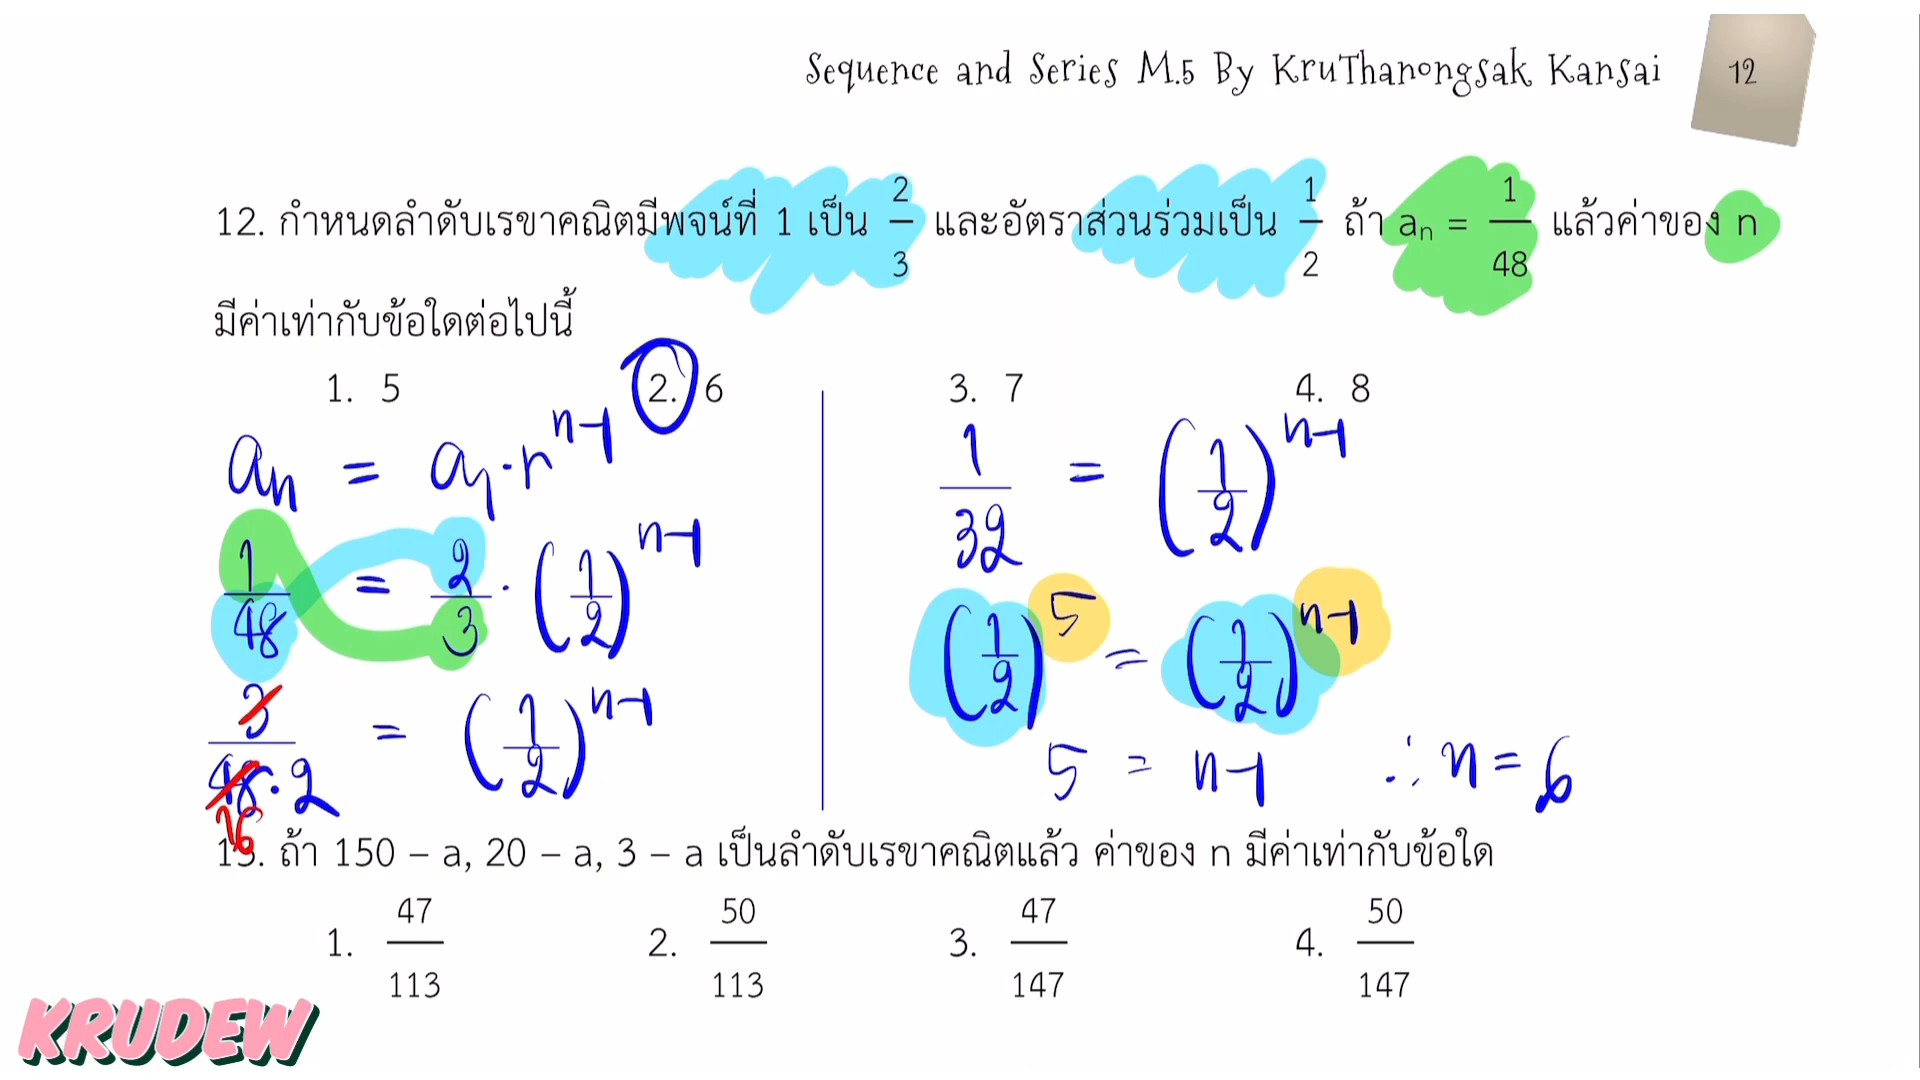 Sequence and Series M.5 By KruThanongsak Kansai 12
12. กำหนดลำดับเรขาคณิตมีพจน์ที่ 1 เป็น 2/3 และอัตราส่วนร่วมเป็น 1/2 ถ้า aₙ = 1/48 แล้วค่าของ n
มีค่าเท่ากับข้อใดต่อไปนี้
1. 5 2. 6 3. 7 4. 8
aₙ = a₁ · r^(n-1)
1/48 = 2/3 · (1/2)^(n-1)
3/(48 · 2) = (1/2)^(n-1)
16
1/32 = (1/2)^(n-1)
(1/2)^5 = (1/2)^(n-1)
5 = n-1 ∴ n = 6
13. ถ้า 150 – a, 20 – a, 3 – a เป็นลำดับเรขาคณิตแล้ว ค่าของ n มีค่าเท่ากับข้อใด
1. 47/113 2. 50/113 3. 47/147 4. 50/147
KRUDEW